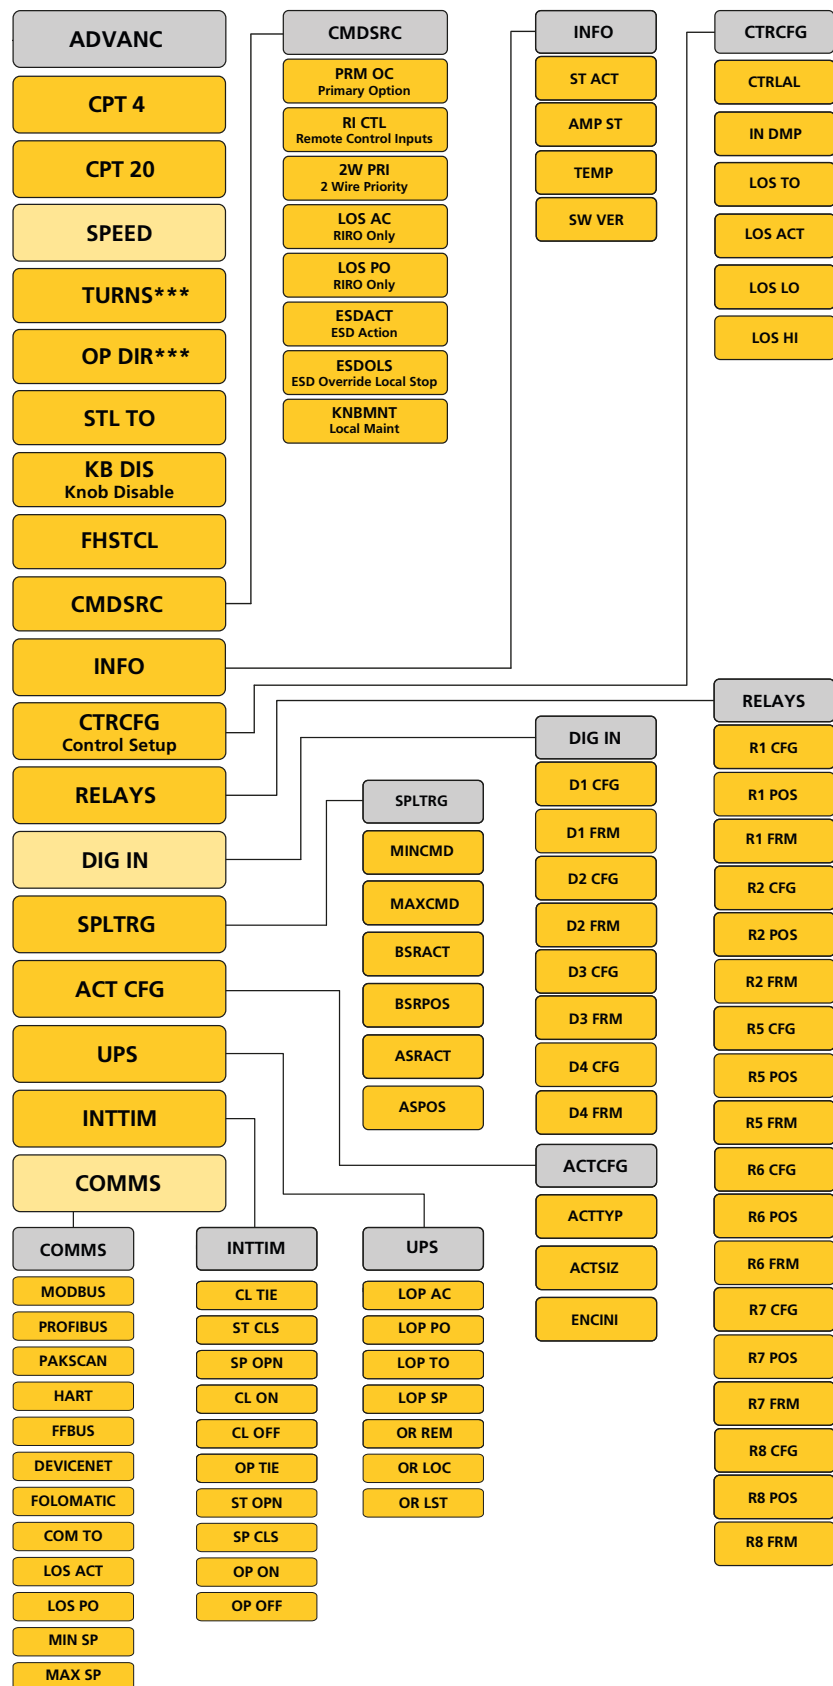 ADVANC
CPT 4
CPT 20
SPEED
TURNS***
OP DIR***
STL TO
KB DIS
Knob Disable
FHSTCL
CMDSRC
INFO
CTRCFG
Control Setup
RELAYS
DIG IN
SPLTRG
ACT CFG
UPS
INTTIM
COMMS
CMDSRC
PRM OC
Primary Option
RI CTL
Remote Control Inputs
2W PRI
2 Wire Priority
LOS AC
RIRO Only
LOS PO
RIRO Only
ESDACT
ESD Action
ESDOLS
ESD Override Local Stop
KNBMNT
Local Maint
INFO
ST ACT
AMP ST
TEMP
SW VER
CTRCFG
CTRLAL
IN DMP
LOS TO
LOS ACT
LOS LO
LOS HI
RELAYS
R1 CFG
R1 POS
R1 FRM
R2 CFG
R2 POS
R2 FRM
R5 CFG
R5 POS
R5 FRM
R6 CFG
R6 POS
R6 FRM
R7 CFG
R7 POS
R7 FRM
R8 CFG
R8 POS
R8 FRM
DIG IN
D1 CFG
D1 FRM
D2 CFG
D2 FRM
D3 CFG
D3 FRM
D4 CFG
D4 FRM
SPLTRG
MINCMD
MAXCMD
BSRACT
BSRPOS
ASRACT
ASPOS
ACTCFG
ACTTYP
ACTSIZ
ENCINI
COMMS
MODBUS
PROFIBUS
PAKSCAN
HART
FFBUS
DEVICENET
FOLOMATIC
COM TO
LOS ACT
LOS PO
MIN SP
MAX SP
INTTIM
CL TIE
ST CLS
SP OPN
CL ON
CL OFF
OP TIE
ST OPN
SP CLS
OP ON
OP OFF
UPS
LOP AC
LOP PO
LOP TO
LOP SP
OR REM
OR LOC
OR LST